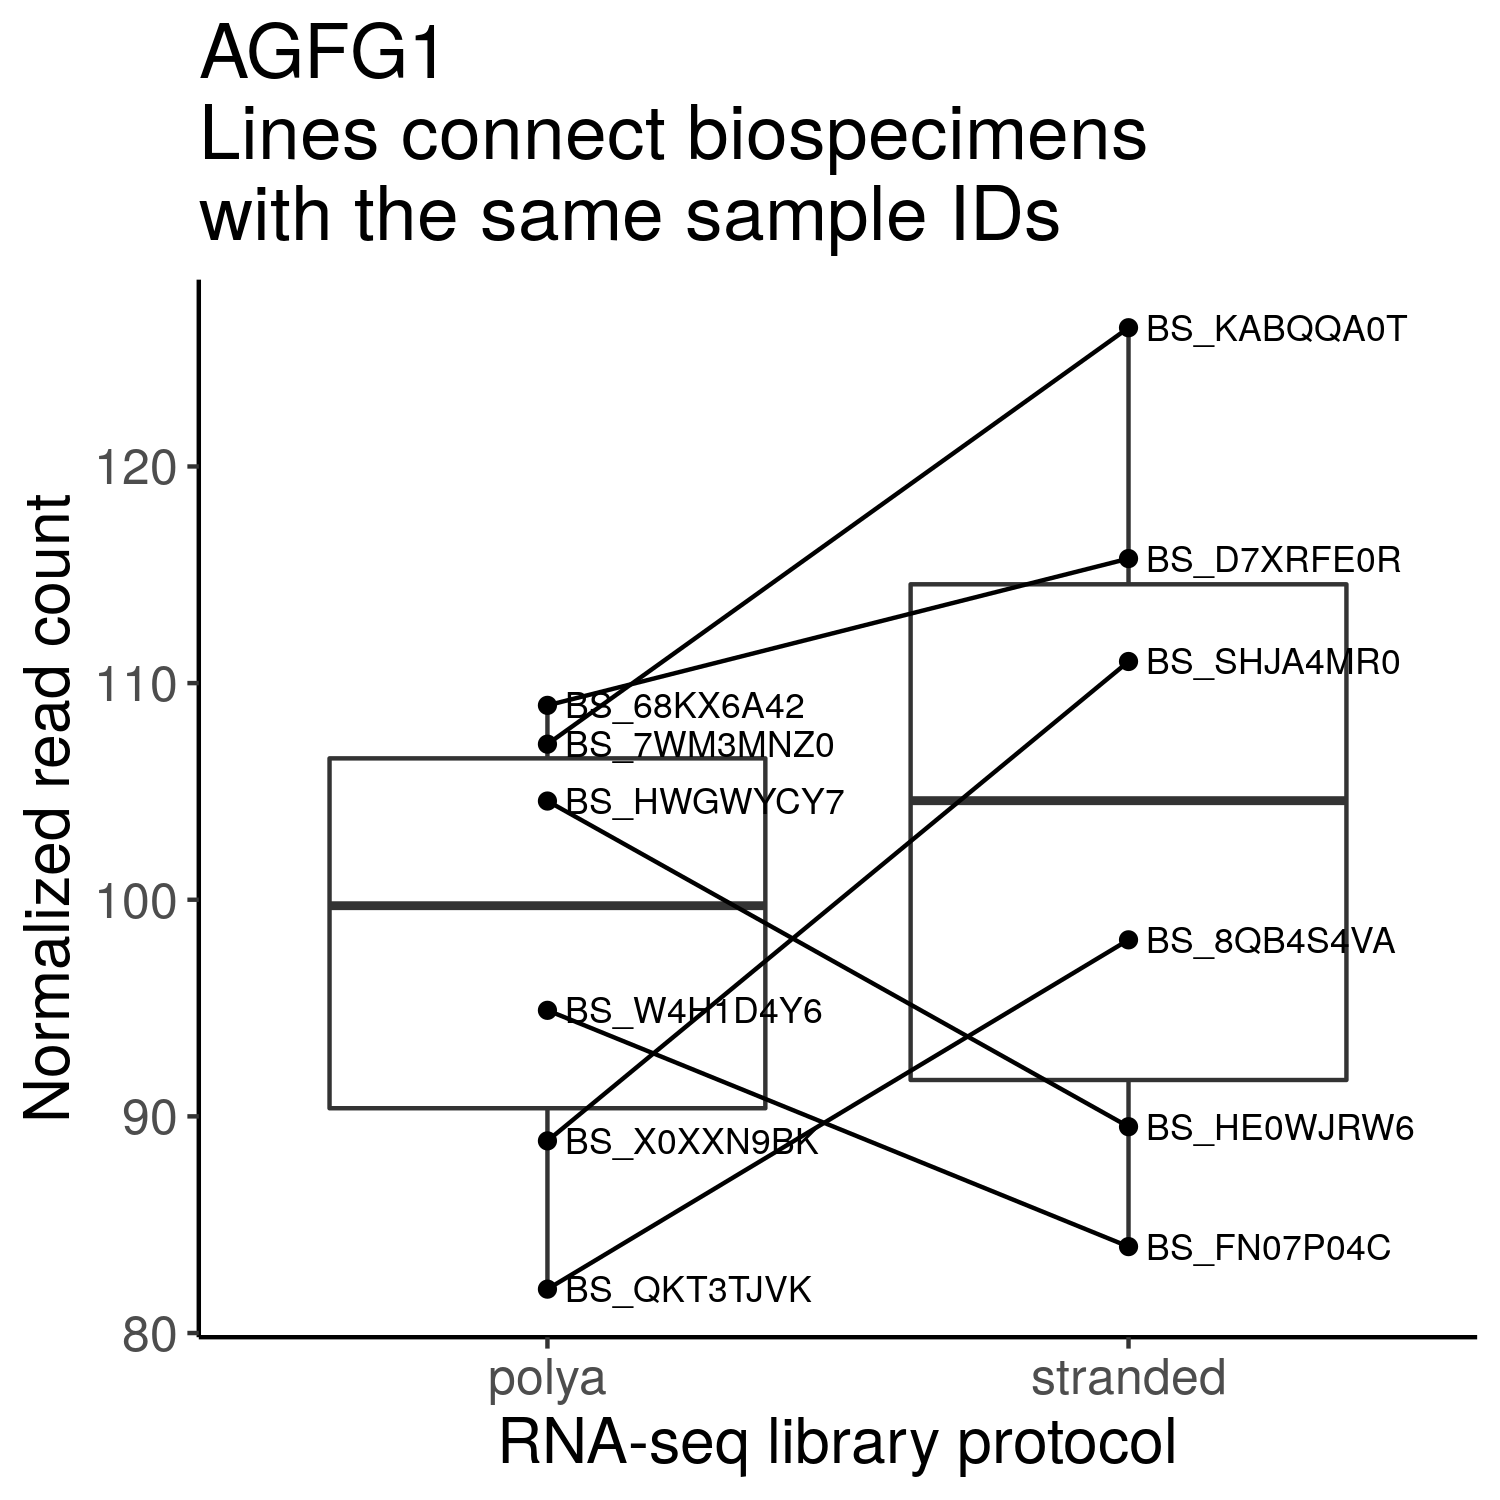 AGFG1
Lines connect biospecimens
with the same sample IDs
Normalized read count
120
110
100
90
80
BS_KABQQA0T
BS_D7XRFE0R
BS_SHJA4MR0
BS_68KX6A42
BS_7WM3MNZ0
BS_HWGWYCY7
BS_8QB4S4VA
BS_W4H1D4Y6
BS_HE0WJRW6
BS_X0XXN9BK
BS_FN07P04C
BS_QKT3TJVK
polya
stranded
RNA-seq library protocol